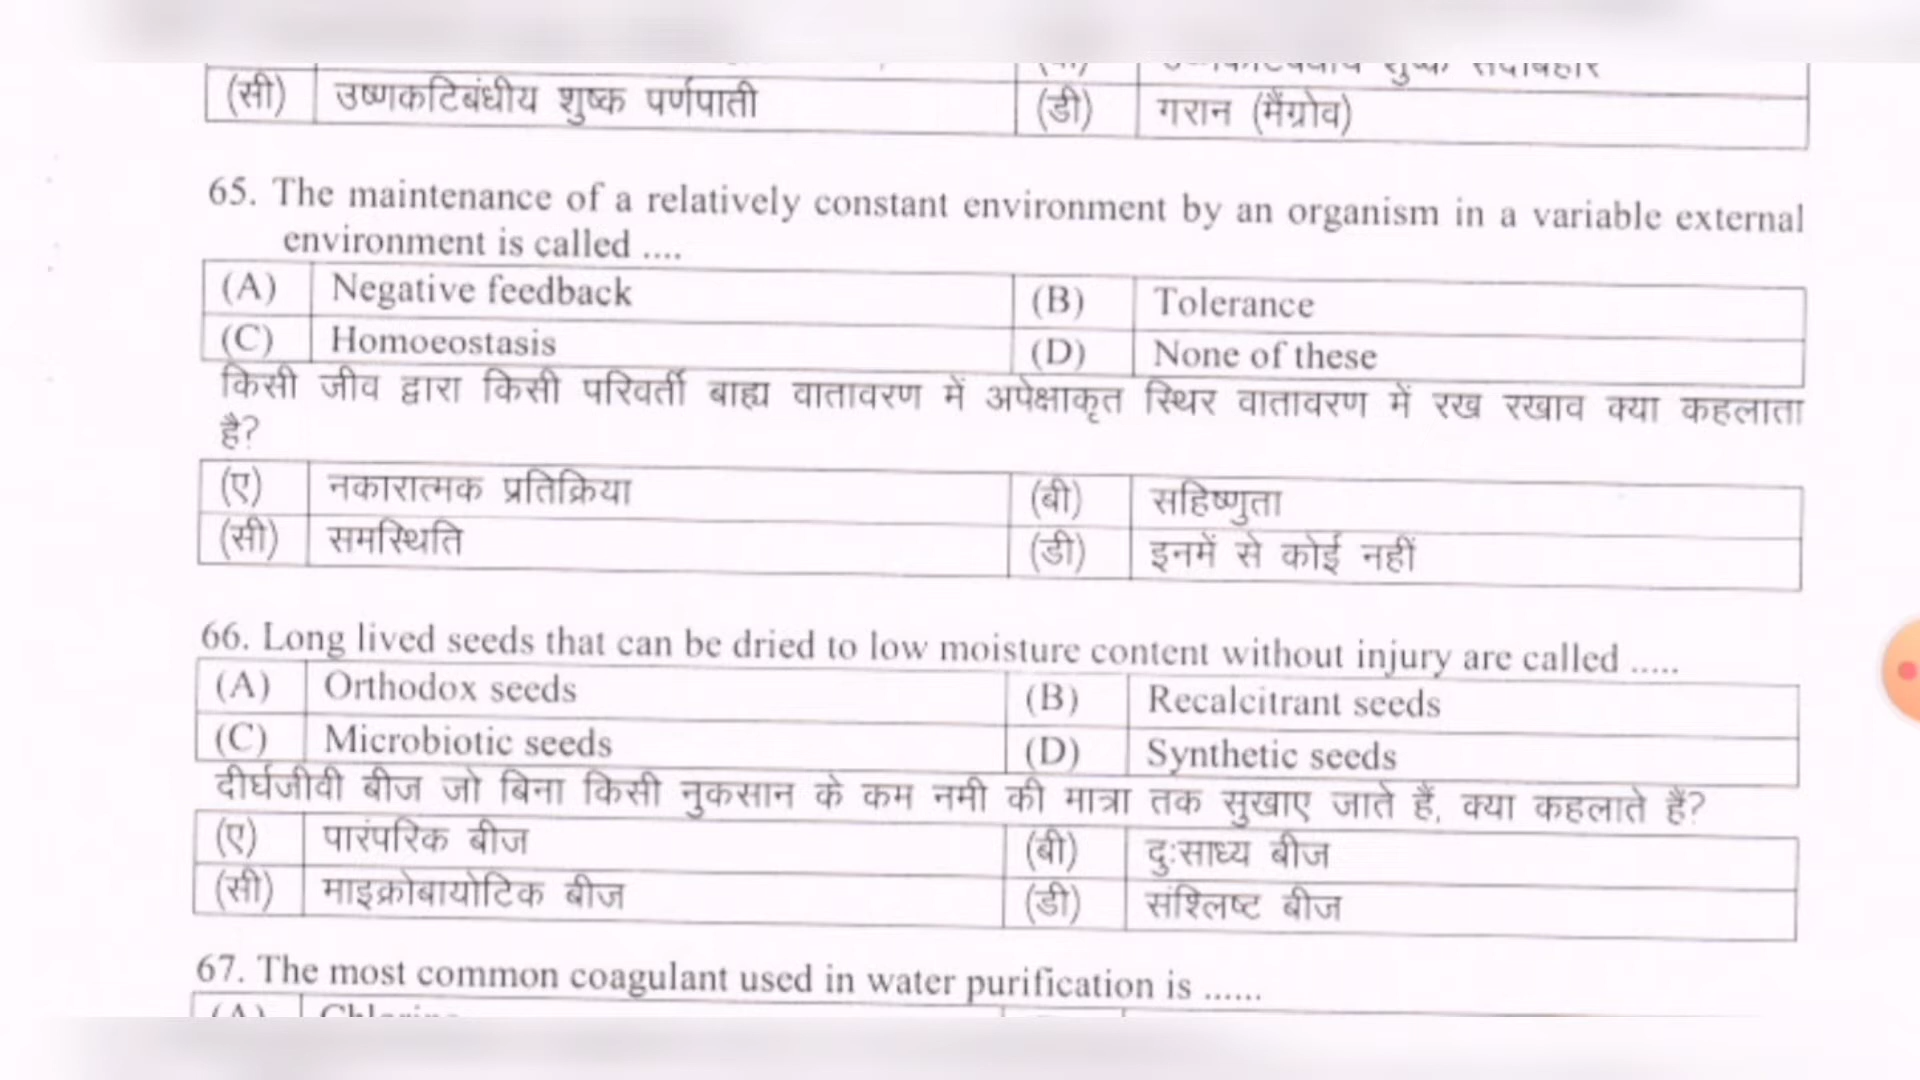 (सी) उष्णकटिबंधीय शुष्क पर्णपाती (डी) गरान (मैंग्रोव)
65. The maintenance of a relatively constant environment by an organism in a variable external
environment is called ....
(A) Negative feedback (B) Tolerance
(C) Homoeostasis (D) None of these
किसी जीव द्वारा किसी परिवर्ती बाह्य वातावरण में अपेक्षाकृत स्थिर वातावरण में रख रखाव क्या कहलाता
है?
(ए) नकारात्मक प्रतिक्रिया (बी) सहिष्णुता
(सी) समस्थिति (डी) इनमें से कोई नहीं
66. Long lived seeds that can be dried to low moisture content without injury are called .....
(A) Orthodox seeds (B) Recalcitrant seeds
(C) Microbiotic seeds (D) Synthetic seeds
दीर्घजीवी बीज जो बिना किसी नुकसान के कम नमी की मात्रा तक सुखाए जाते हैं, क्या कहलाते हैं?
(ए) पारंपरिक बीज (बी) दुःसाध्य बीज
(सी) माइक्रोबायोटिक बीज (डी) संश्लिष्ट बीज
67. The most common coagulant used in water purification is ......